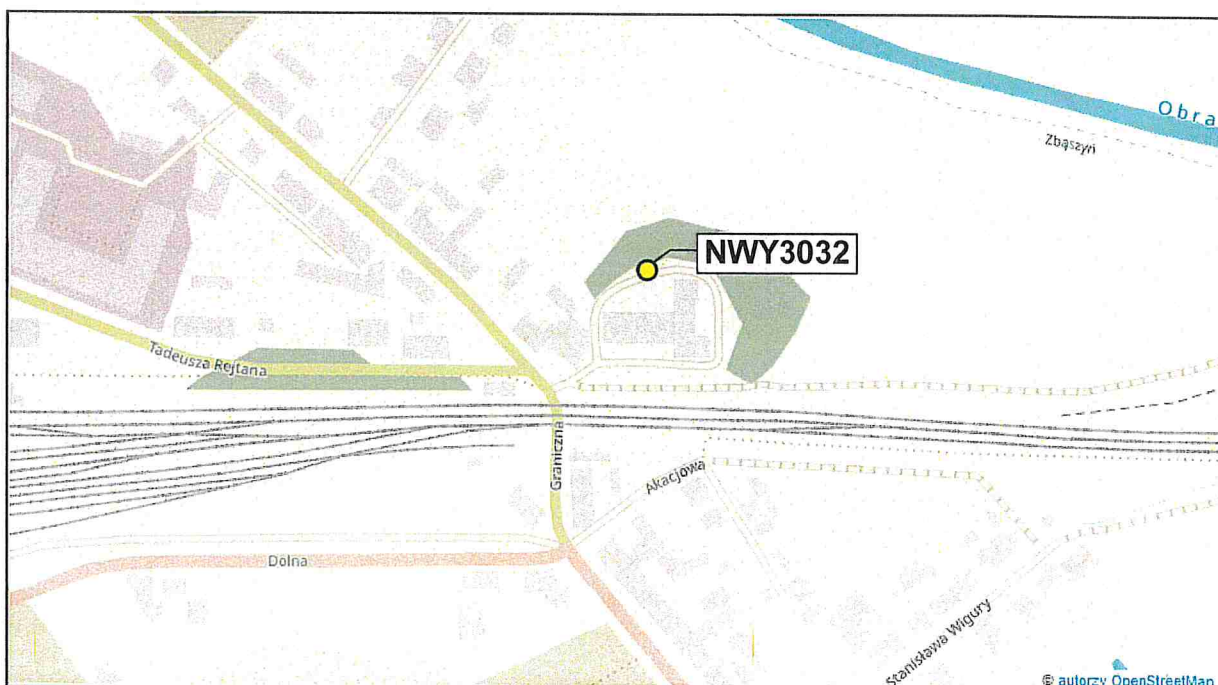 Obra
Zbąszyń
NWY3032
Tadeusza Rejtana
Graniczna
Akacjowa
Dolna
Stanisława Wigury
© autorzy OpenStreetMap